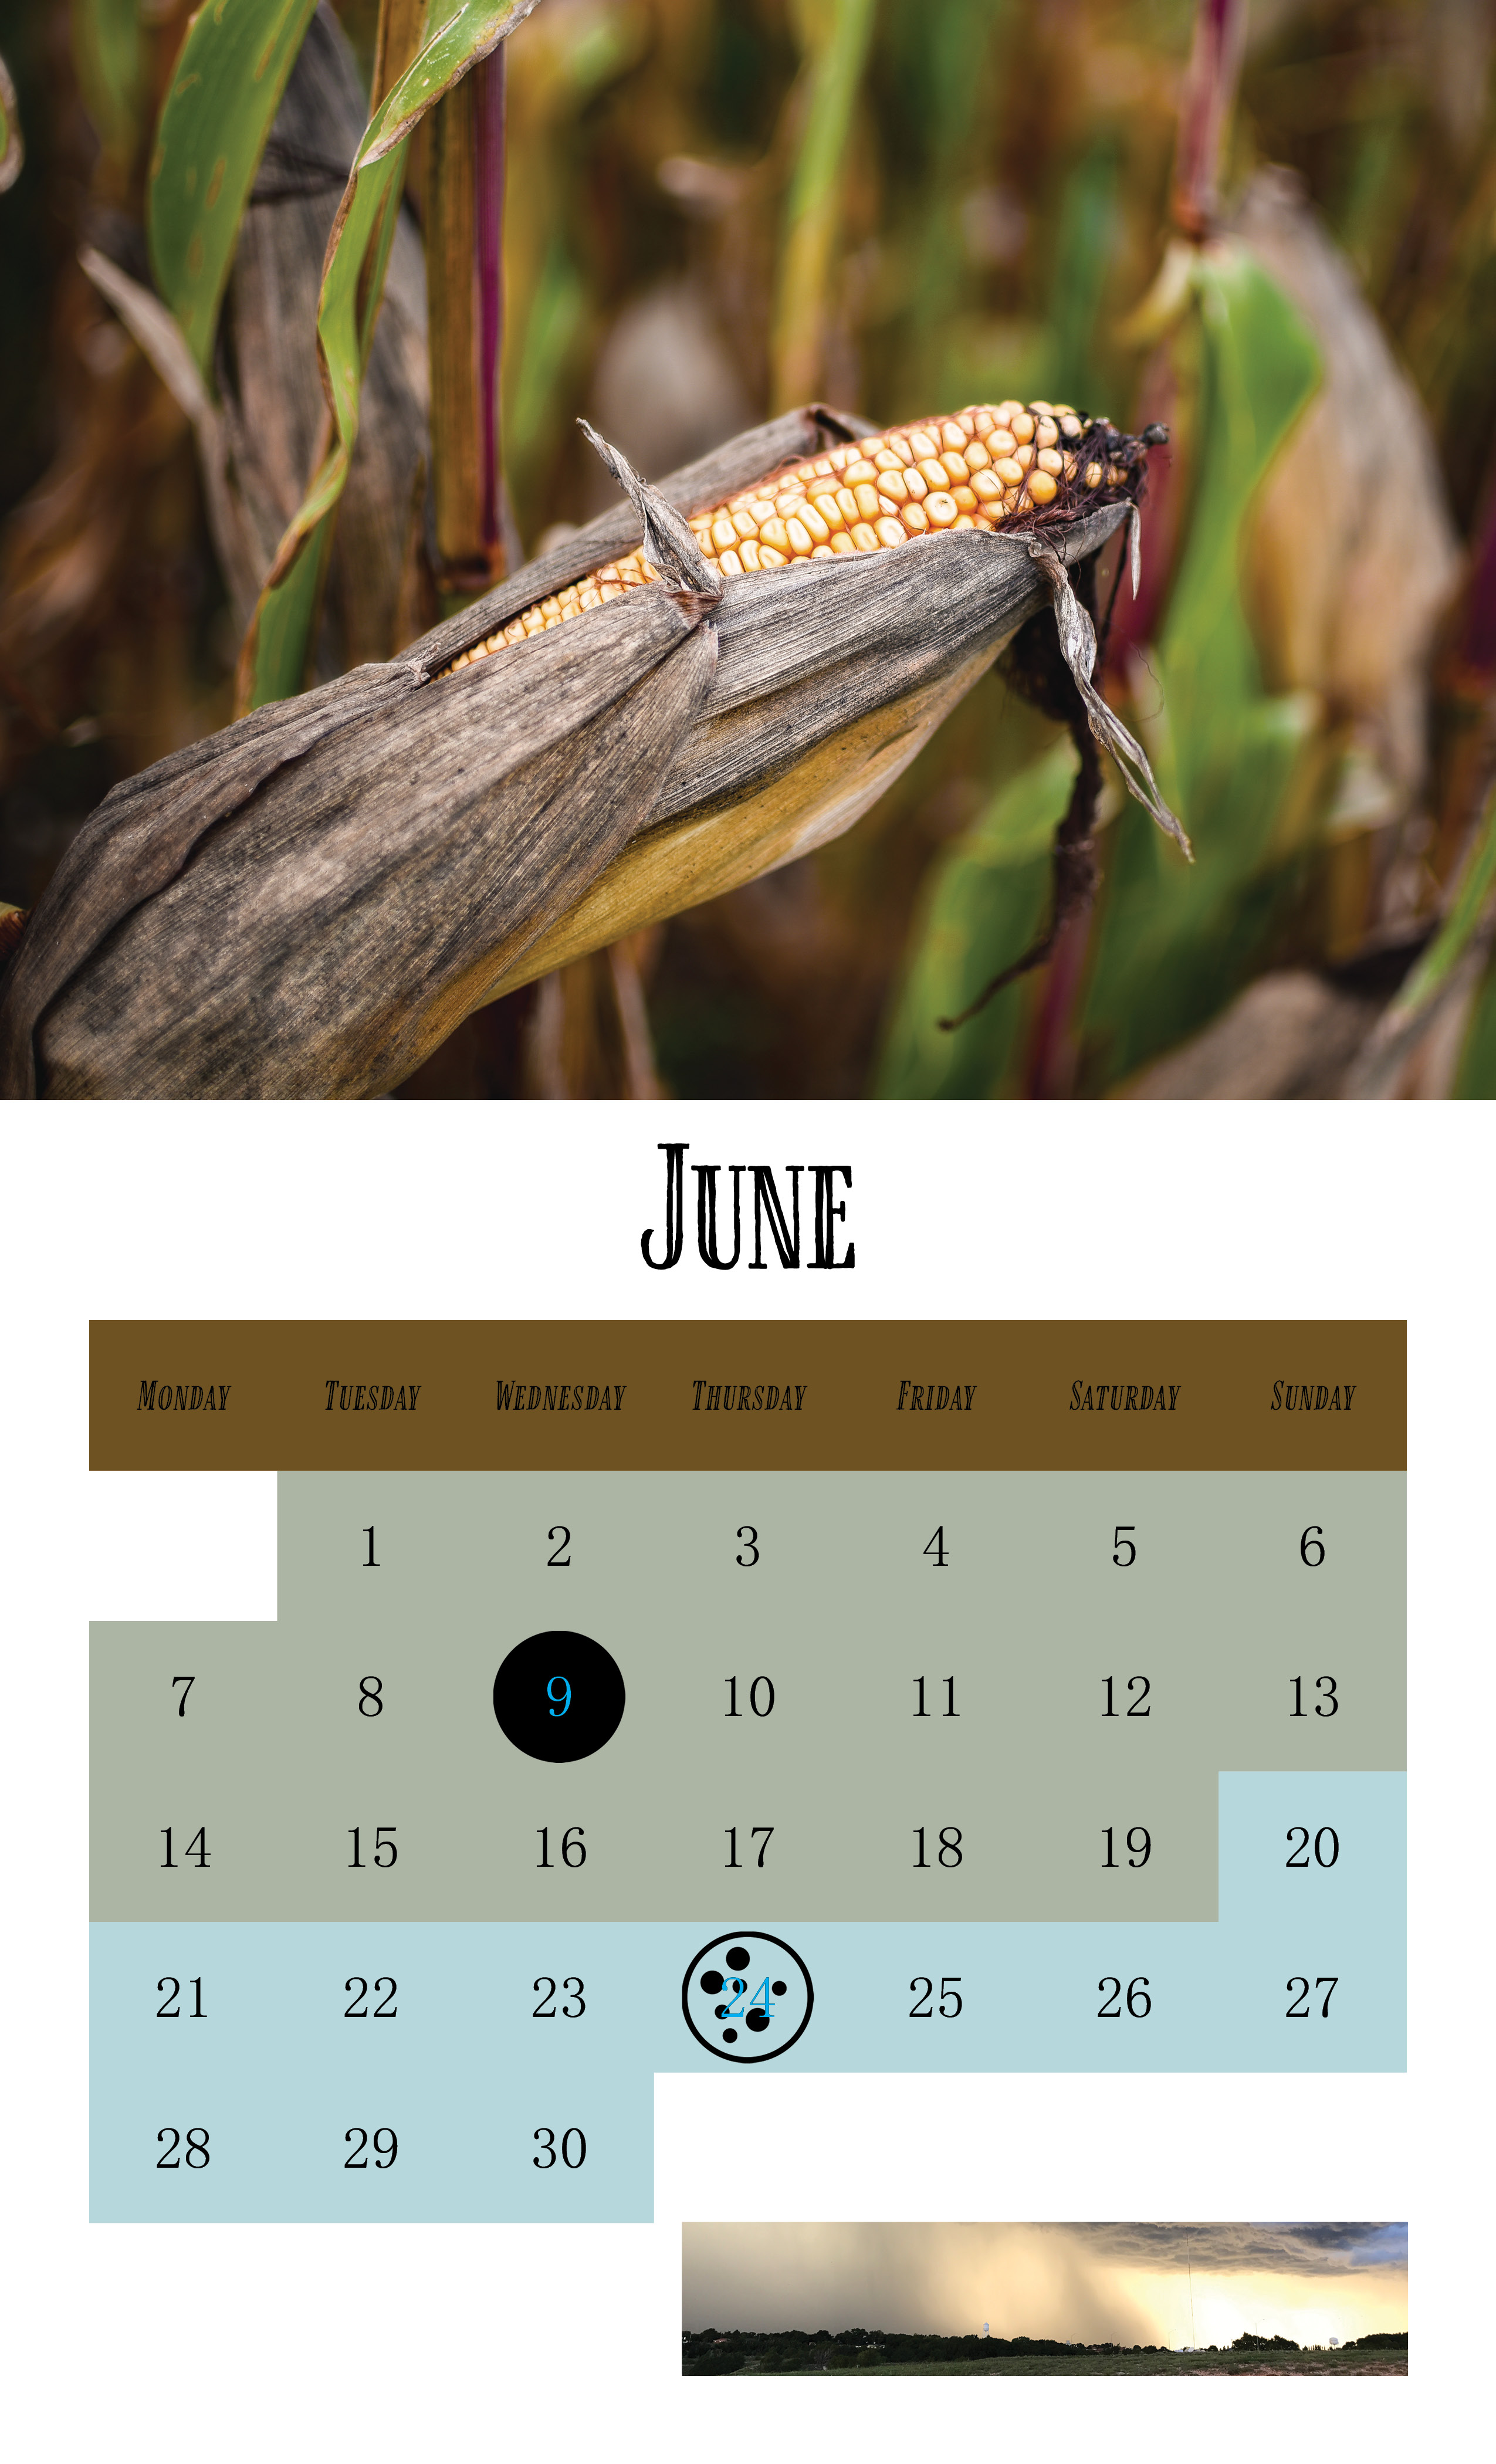 June
Monday Tuesday Wednesday Thursday Friday Saturday Sunday
1 2 3 4 5 6
7 8 9 10 11 12 13
14 15 16 17 18 19 20
21 22 23 24 25 26 27
28 29 30